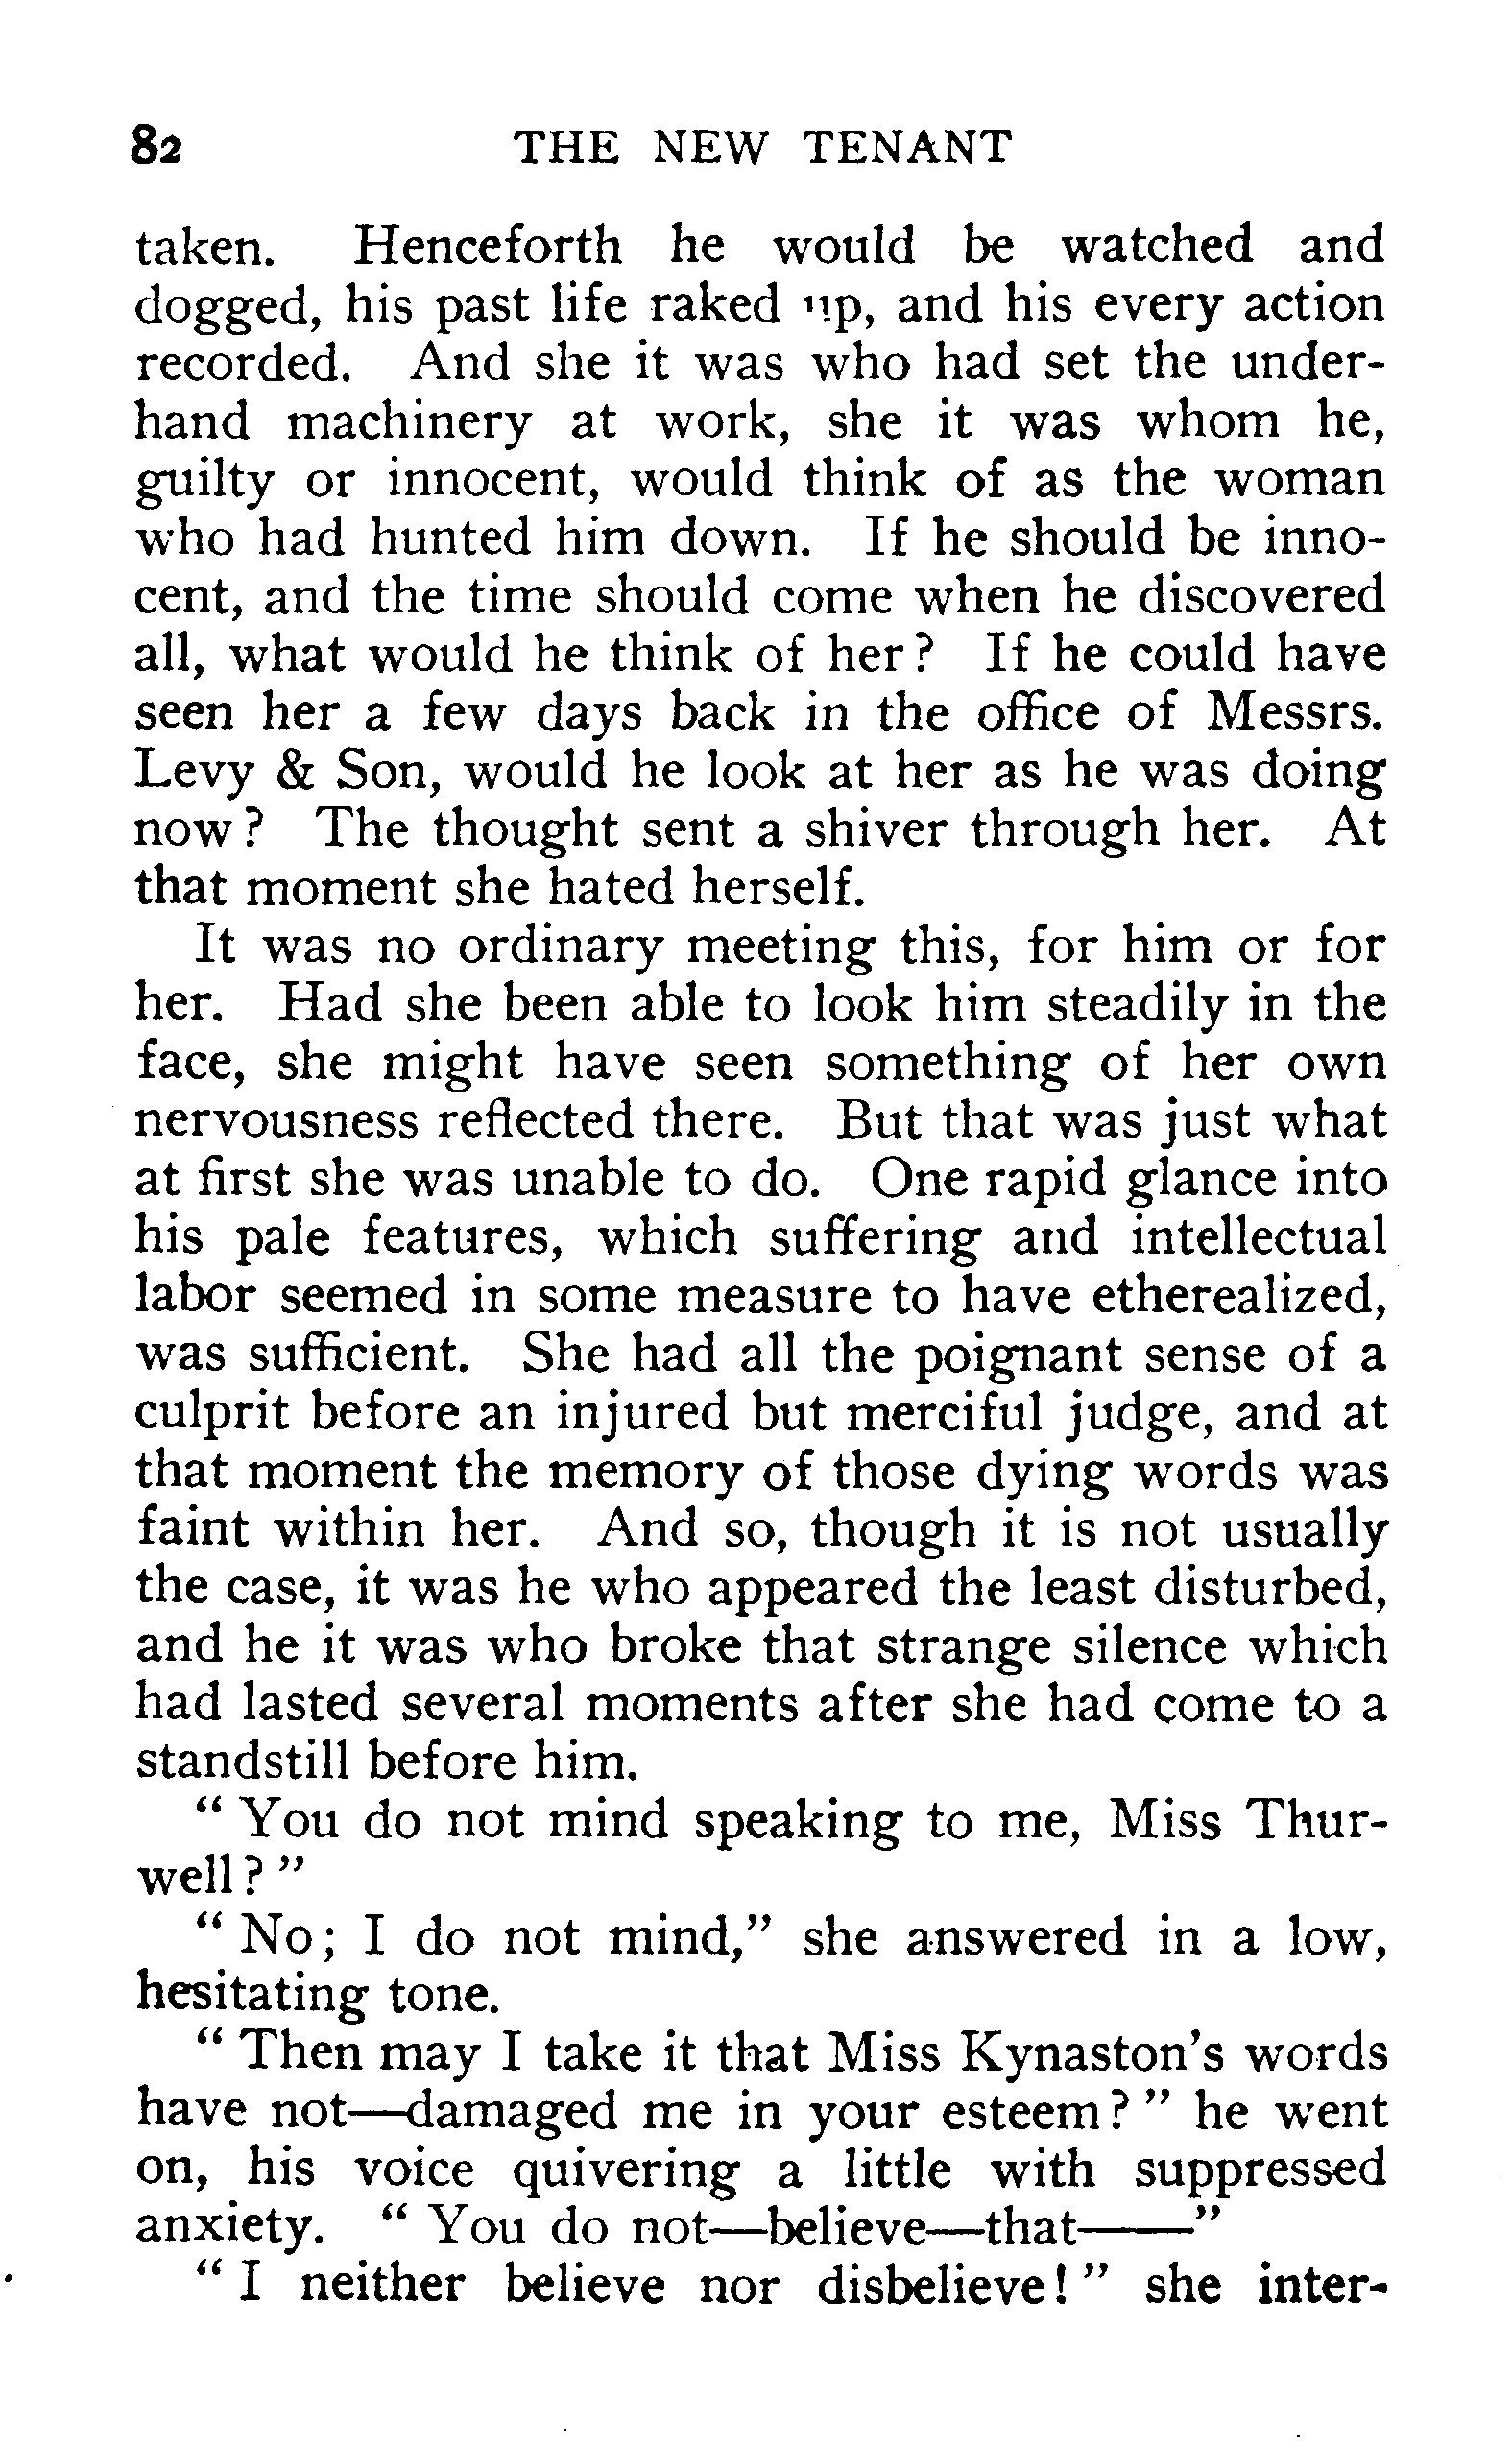 82 THE NEW TENANT
taken. Henceforth he would be watched and
dogged, his past life raked up, and his every action
recorded. And she it was who had set the under-
hand machinery at work, she it was whom he,
guilty or innocent, would think of as the woman
who had hunted him down. If he should be inno-
cent, and the time should come when he discovered
all, what would he think of her? If he could have
seen her a few days back in the office of Messrs.
Levy & Son, would he look at her as he was doing
now? The thought sent a shiver through her. At
that moment she hated herself.
It was no ordinary meeting this, for him or for
her. Had she been able to look him steadily in the
face, she might have seen something of her own
nervousness reflected there. But that was just what
at first she was unable to do. One rapid glance into
his pale features, which suffering and intellectual
labor seemed in some measure to have etherealized,
was sufficient. She had all the poignant sense of a
culprit before an injured but merciful judge, and at
that moment the memory of those dying words was
faint within her. And so, though it is not usually
the case, it was he who appeared the least disturbed,
and he it was who broke that strange silence which
had lasted several moments after she had come to a
standstill before him.
“ You do not mind speaking to me, Miss Thur-
well? ”
“ No; I do not mind,” she answered in a low,
hesitating tone.
“ Then may I take it that Miss Kynaston’s words
have not—damaged me in your esteem? ” he went
on, his voice quivering a little with suppressed
anxiety. “ You do not—believe—that——”
“ I neither believe nor disbelieve! ” she inter-